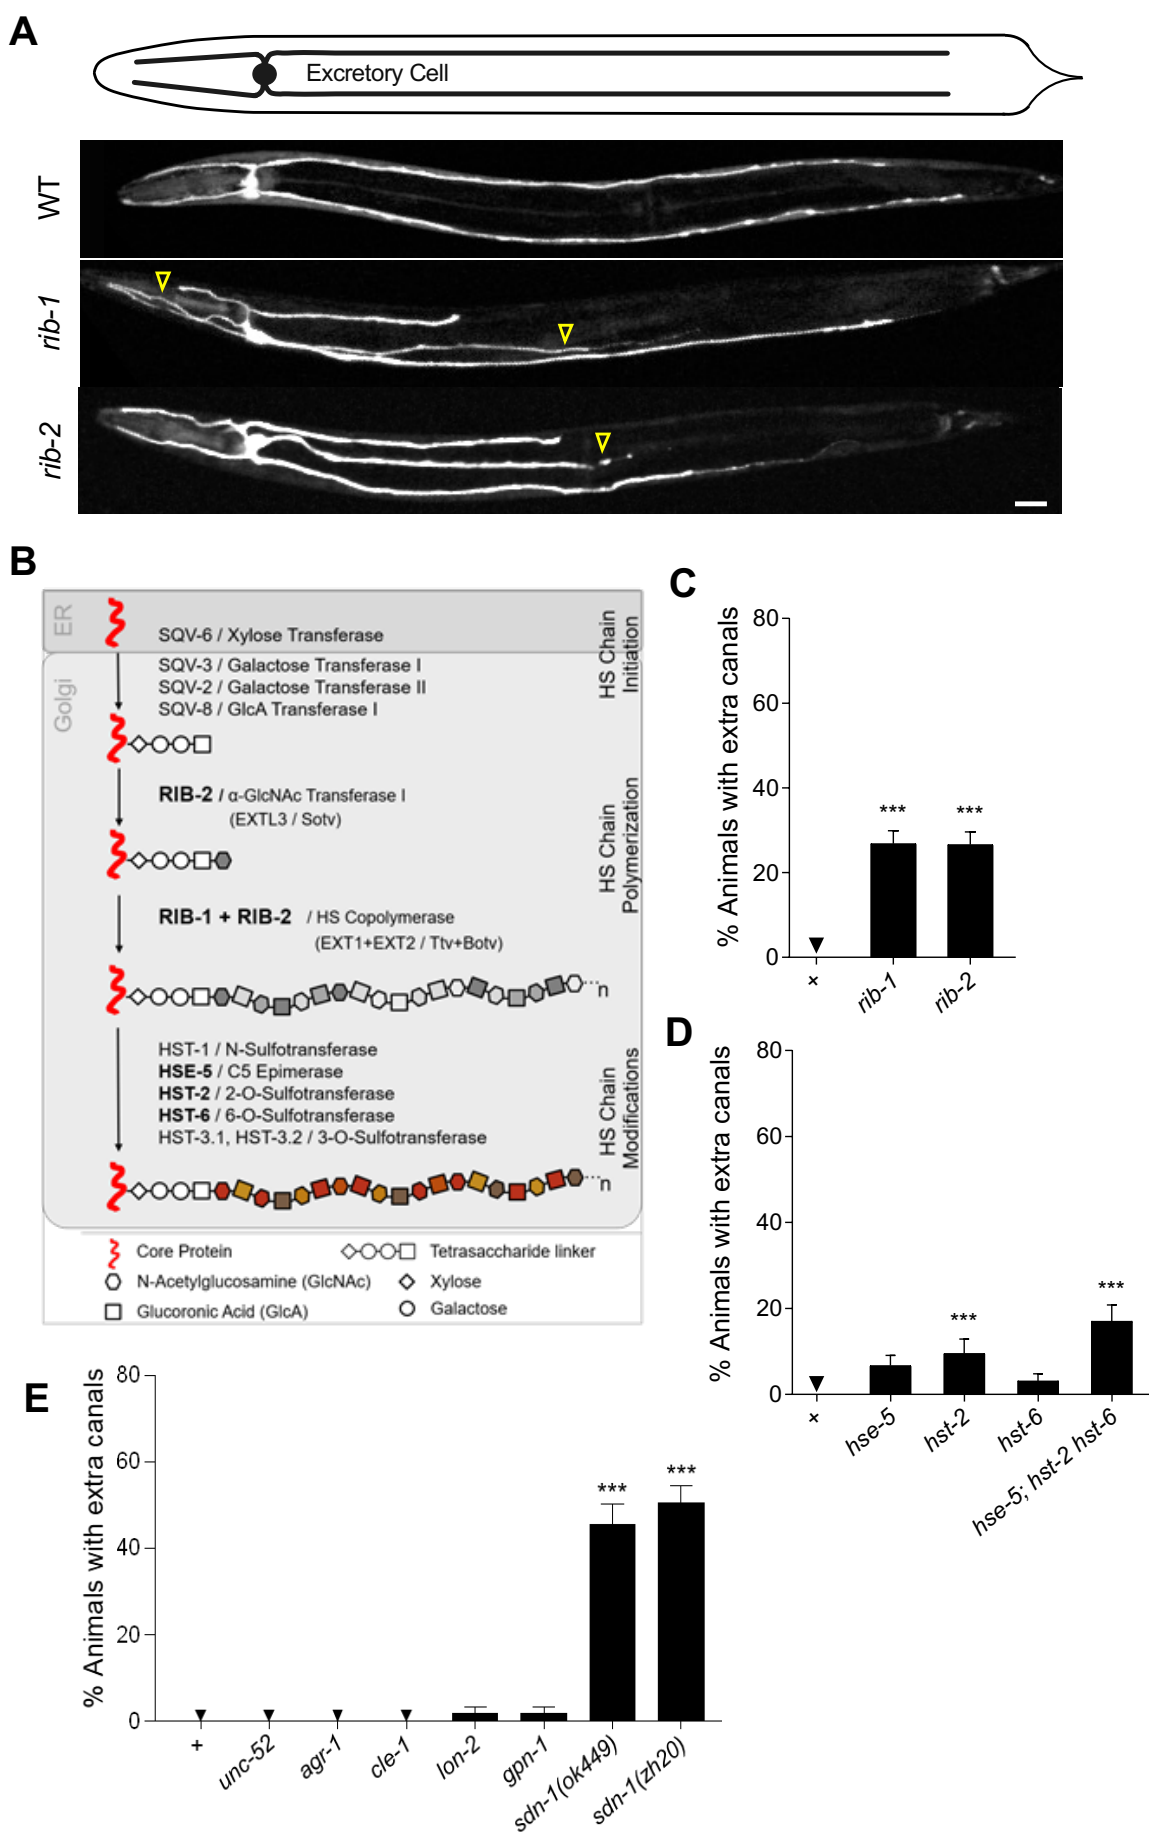 A
Excretory Cell
WT
rib-1
rib-2
B
ER
SQV-6 / Xylose Transferase
HS Chain
Initiation
Golgi
SQV-3 / Galactose Transferase I
SQV-2 / Galactose Transferase II
SQV-8 / GlcA Transferase I
RIB-2 / α-GlcNAc Transferase I
(EXTL3 / Sotv)
HS Chain
Polymerization
RIB-1 + RIB-2 / HS Copolymerase
(EXT1+EXT2 / Ttv+Botv)
n
HST-1 / N-Sulfotransferase
HSE-5 / C5 Epimerase
HST-2 / 2-O-Sulfotransferase
HST-6 / 6-O-Sulfotransferase
HST-3.1, HST-3.2 / 3-O-Sulfotransferase
HS Chain
Modifications
n
Core Protein
Tetrasaccharide linker
N-Acetylglucosamine (GlcNAc)
Xylose
Glucoronic Acid (GlcA)
Galactose
C
% Animals with extra canals
80
60
40
20
0
***
***
+
rib-1
rib-2
D
% Animals with extra canals
80
60
40
20
0
***
***
+
hse-5
hst-2
hst-6
hse-5; hst-2 hst-6
E
% Animals with extra canals
80
60
40
20
0
***
***
+
unc-52
agr-1
cle-1
lon-2
gpn-1
sdn-1(ok449)
sdn-1(zh20)